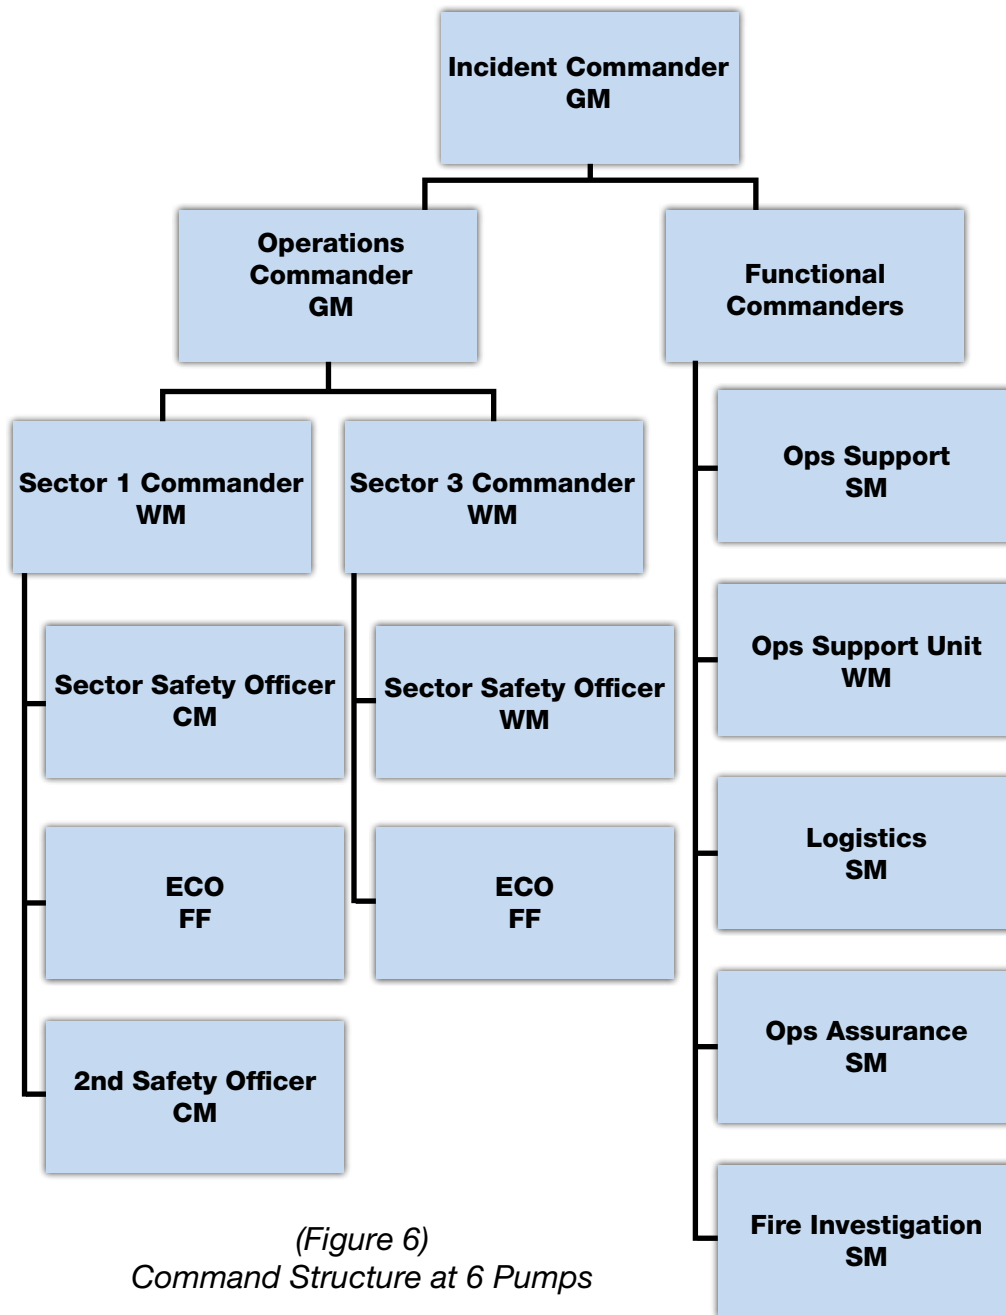 Incident Commander
GM
Operations
Commander
GM
Functional
Commanders
Sector 1 Commander
WM
Sector 3 Commander
WM
Sector Safety Officer
CM
Sector Safety Officer
WM
ECO
FF
ECO
FF
2nd Safety Officer
CM
Ops Support
SM
Ops Support Unit
WM
Logistics
SM
Ops Assurance
SM
Fire Investigation
SM
(Figure 6)
Command Structure at 6 Pumps